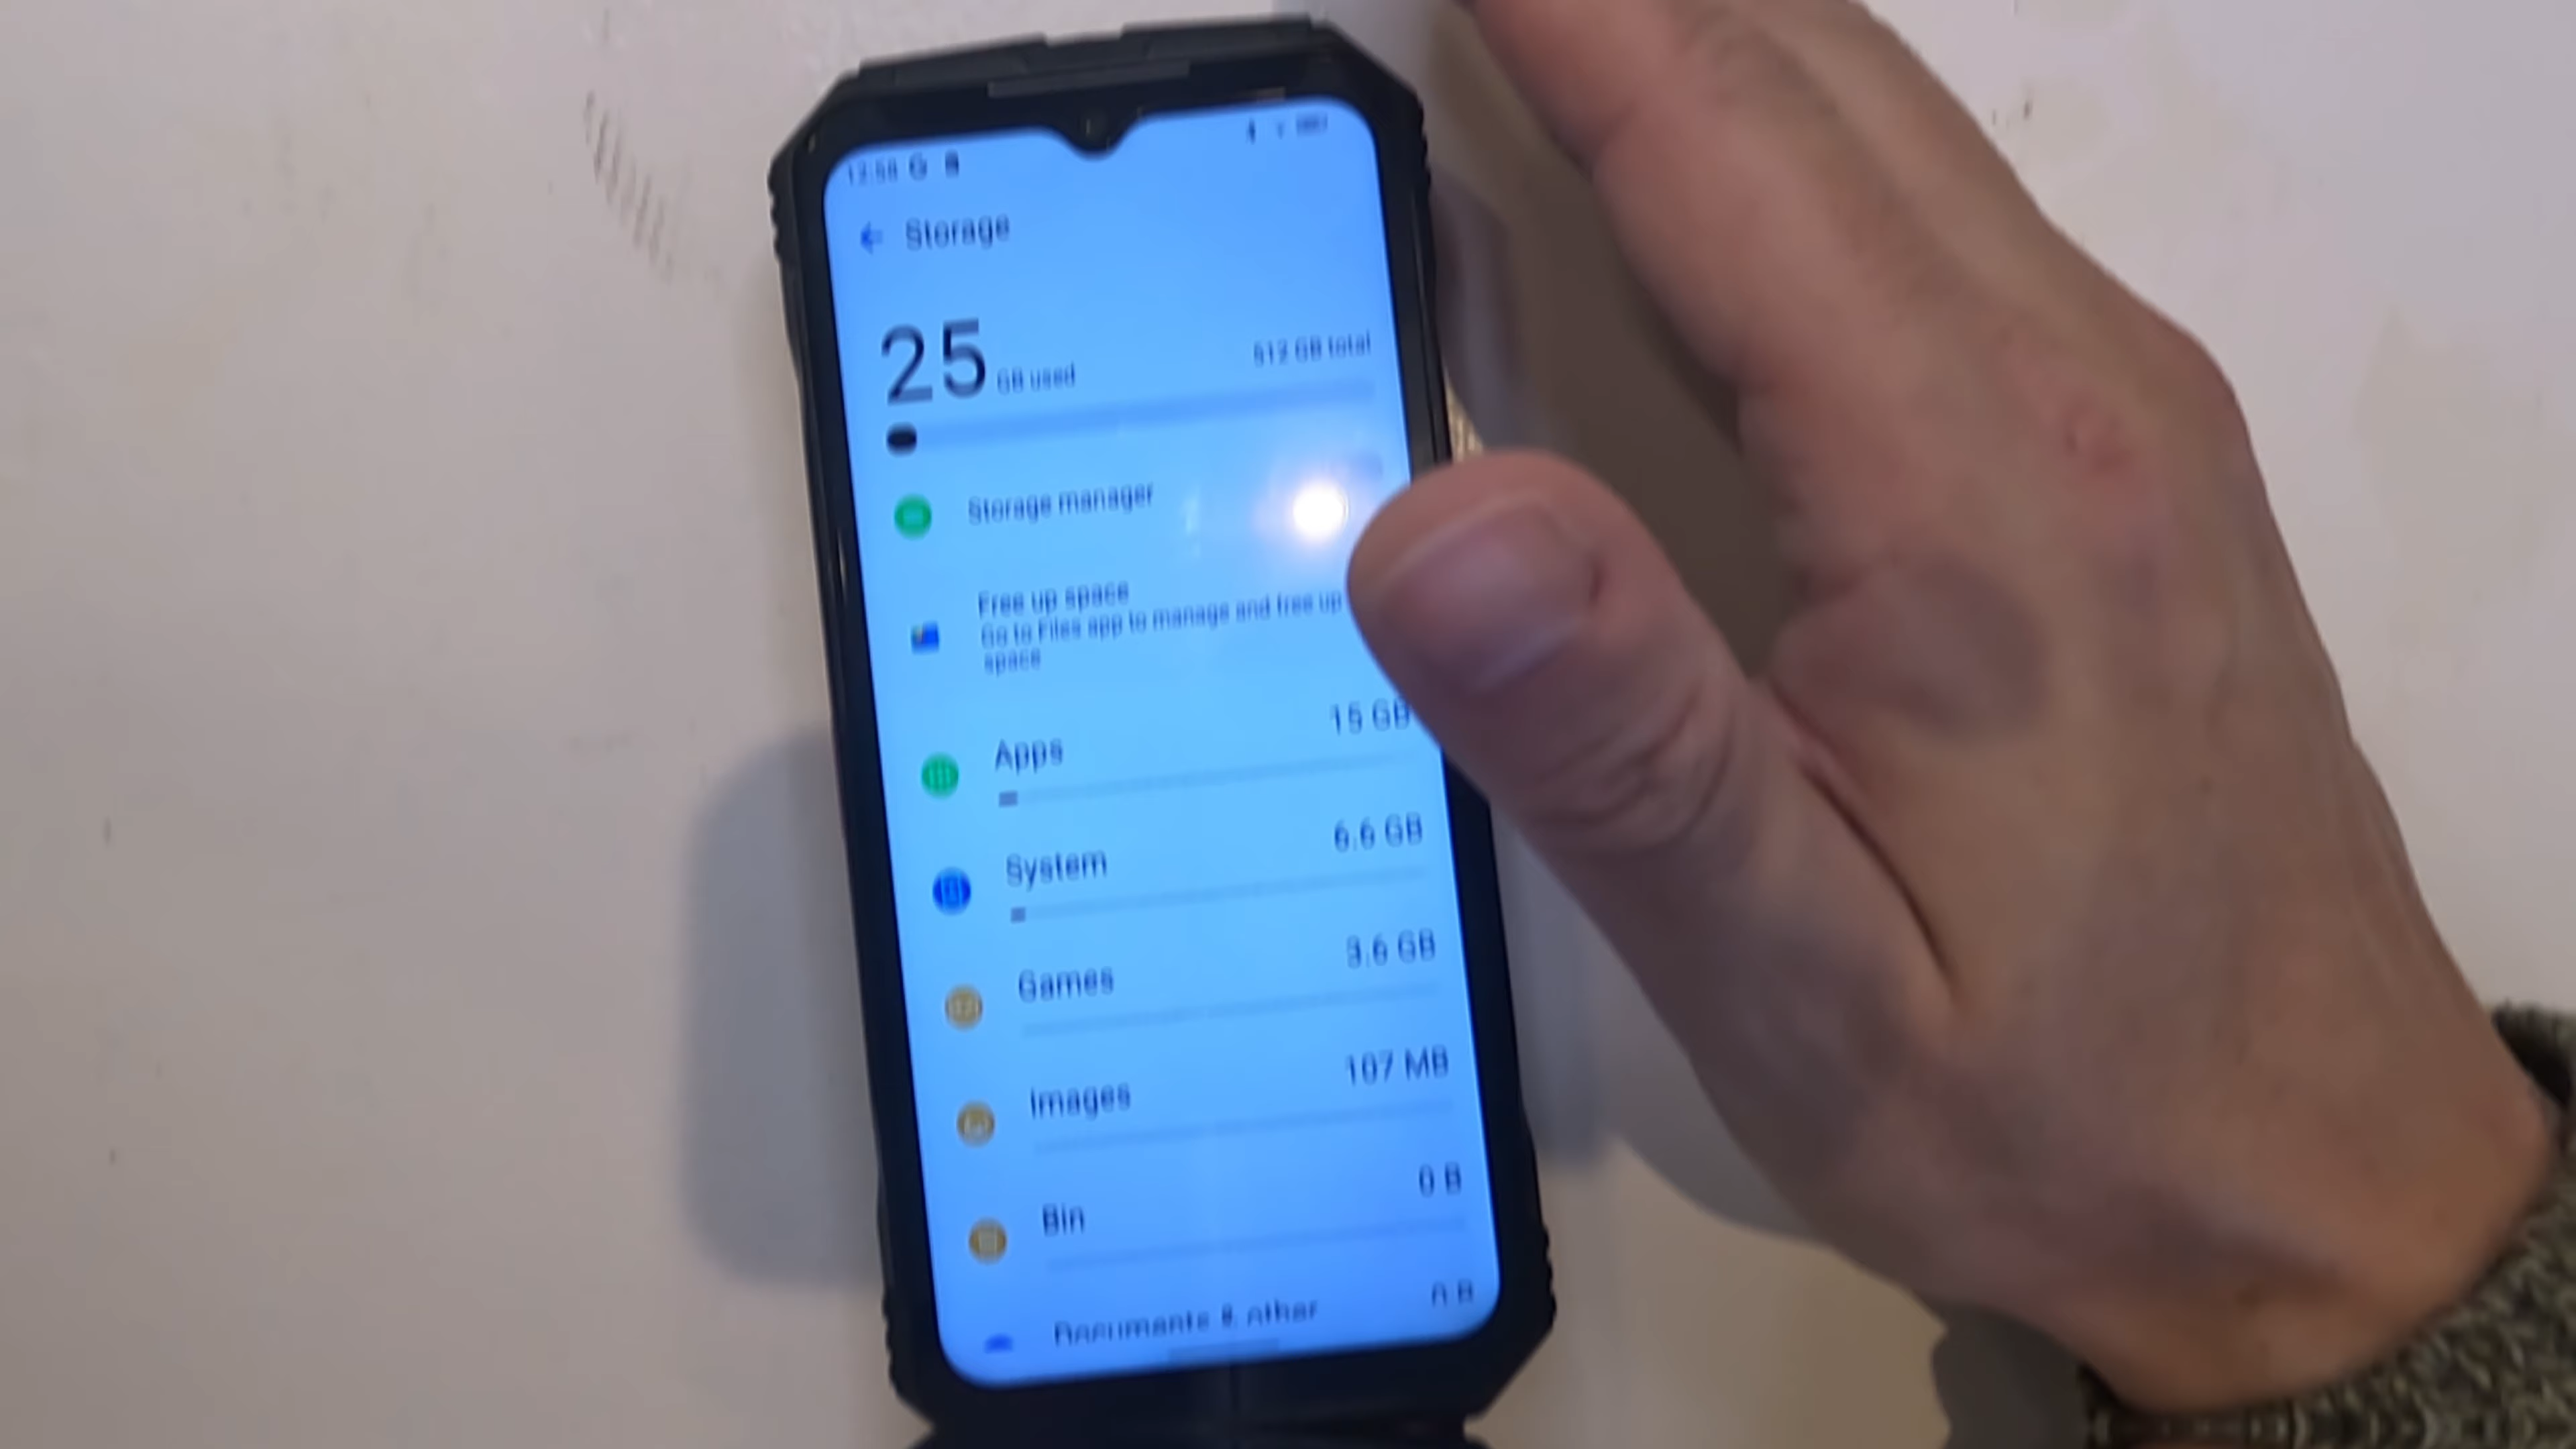 12:58 G
Storage
25 GB used
512 GB total
Storage manager
Free up space
Go to Files app to manage and free up
space
Apps
15 GB
System
6.6 GB
Games
3.6 GB
Images
107 MB
Bin
0 B
Documents & other
0 B